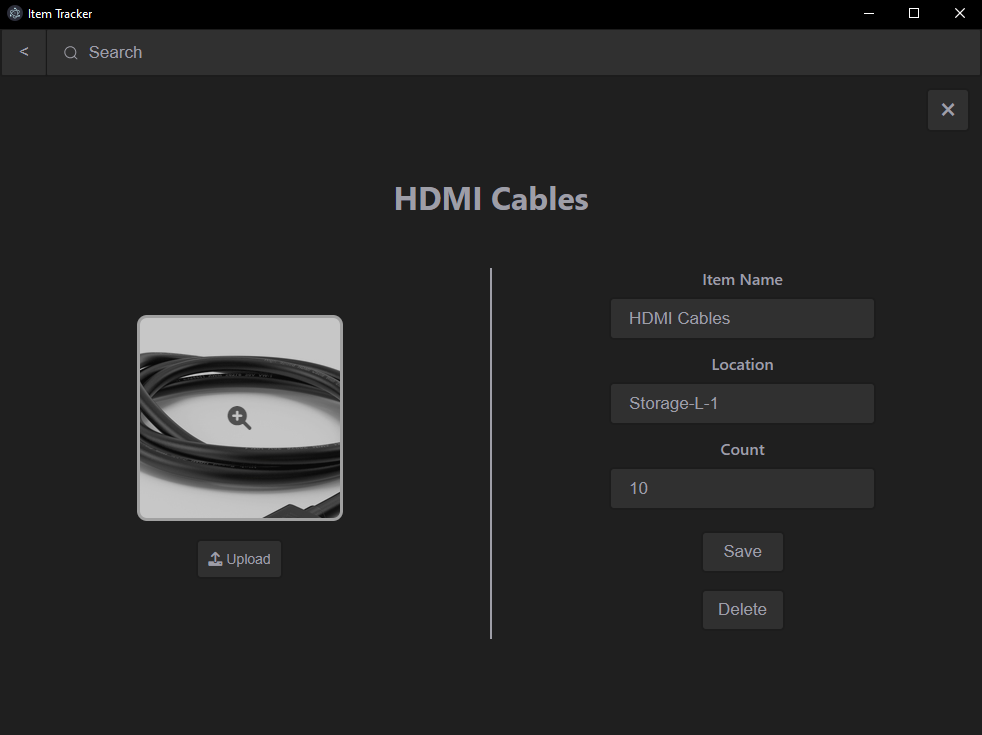 Item Tracker
<
Search
HDMI Cables
Item Name
HDMI Cables
Location
Storage-L-1
Count
10
Upload
Save
Delete